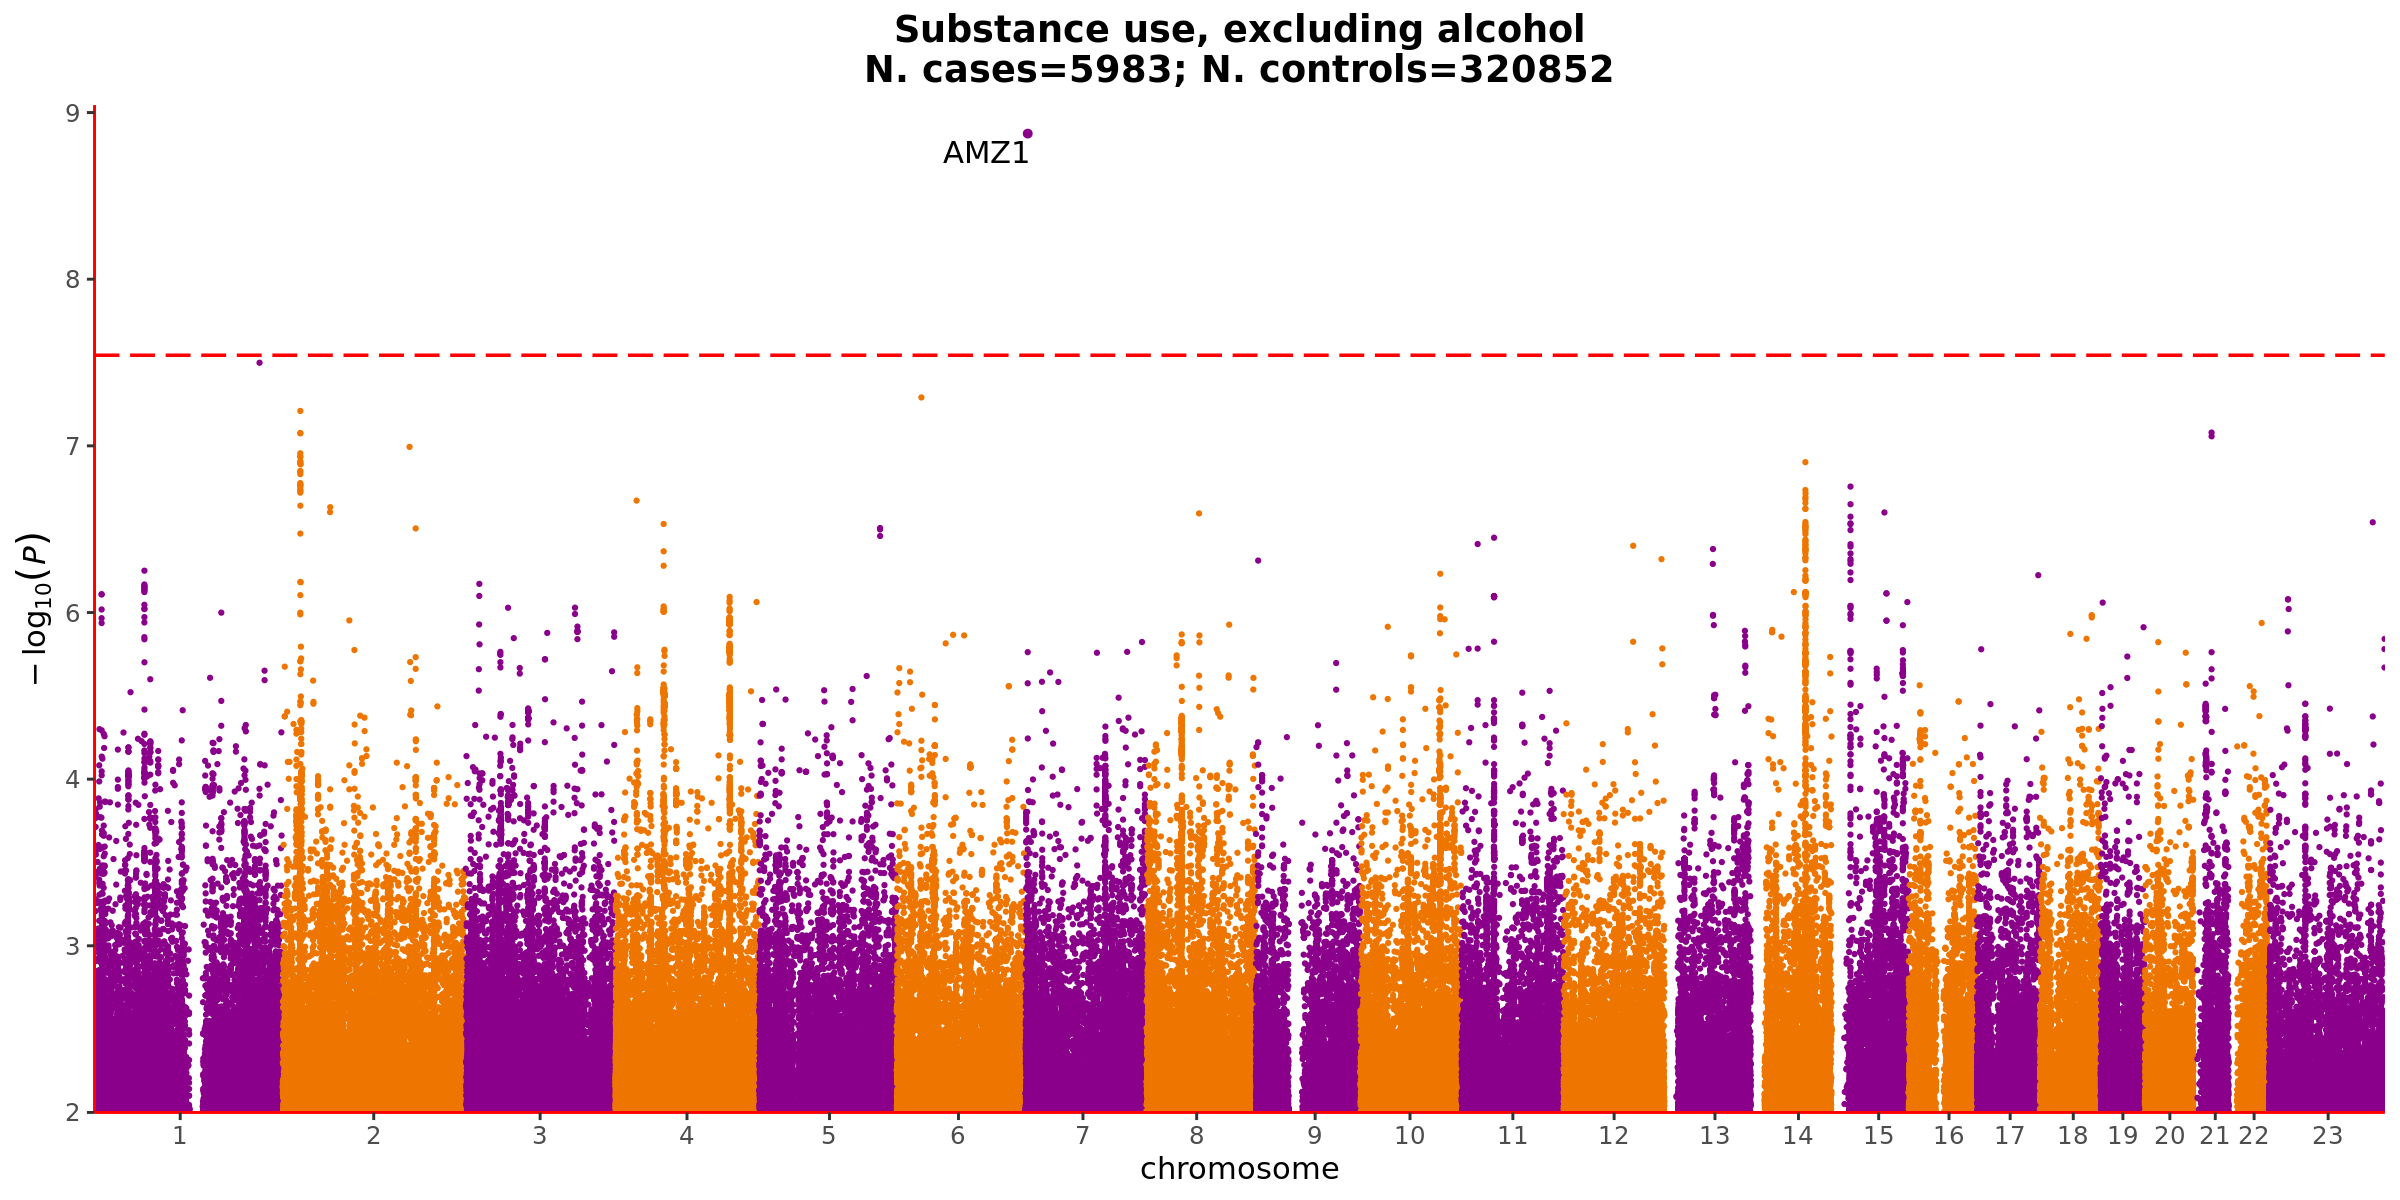 Substance use, excluding alcohol
N. cases=5983; N. controls=320852
9
AMZ1
8
7
6
4
3
2
−log10(P)
1 2 3 4 5 6 7 8 9 10 11 12 13 14 15 16 17 18 19 20 21 22 23
chromosome